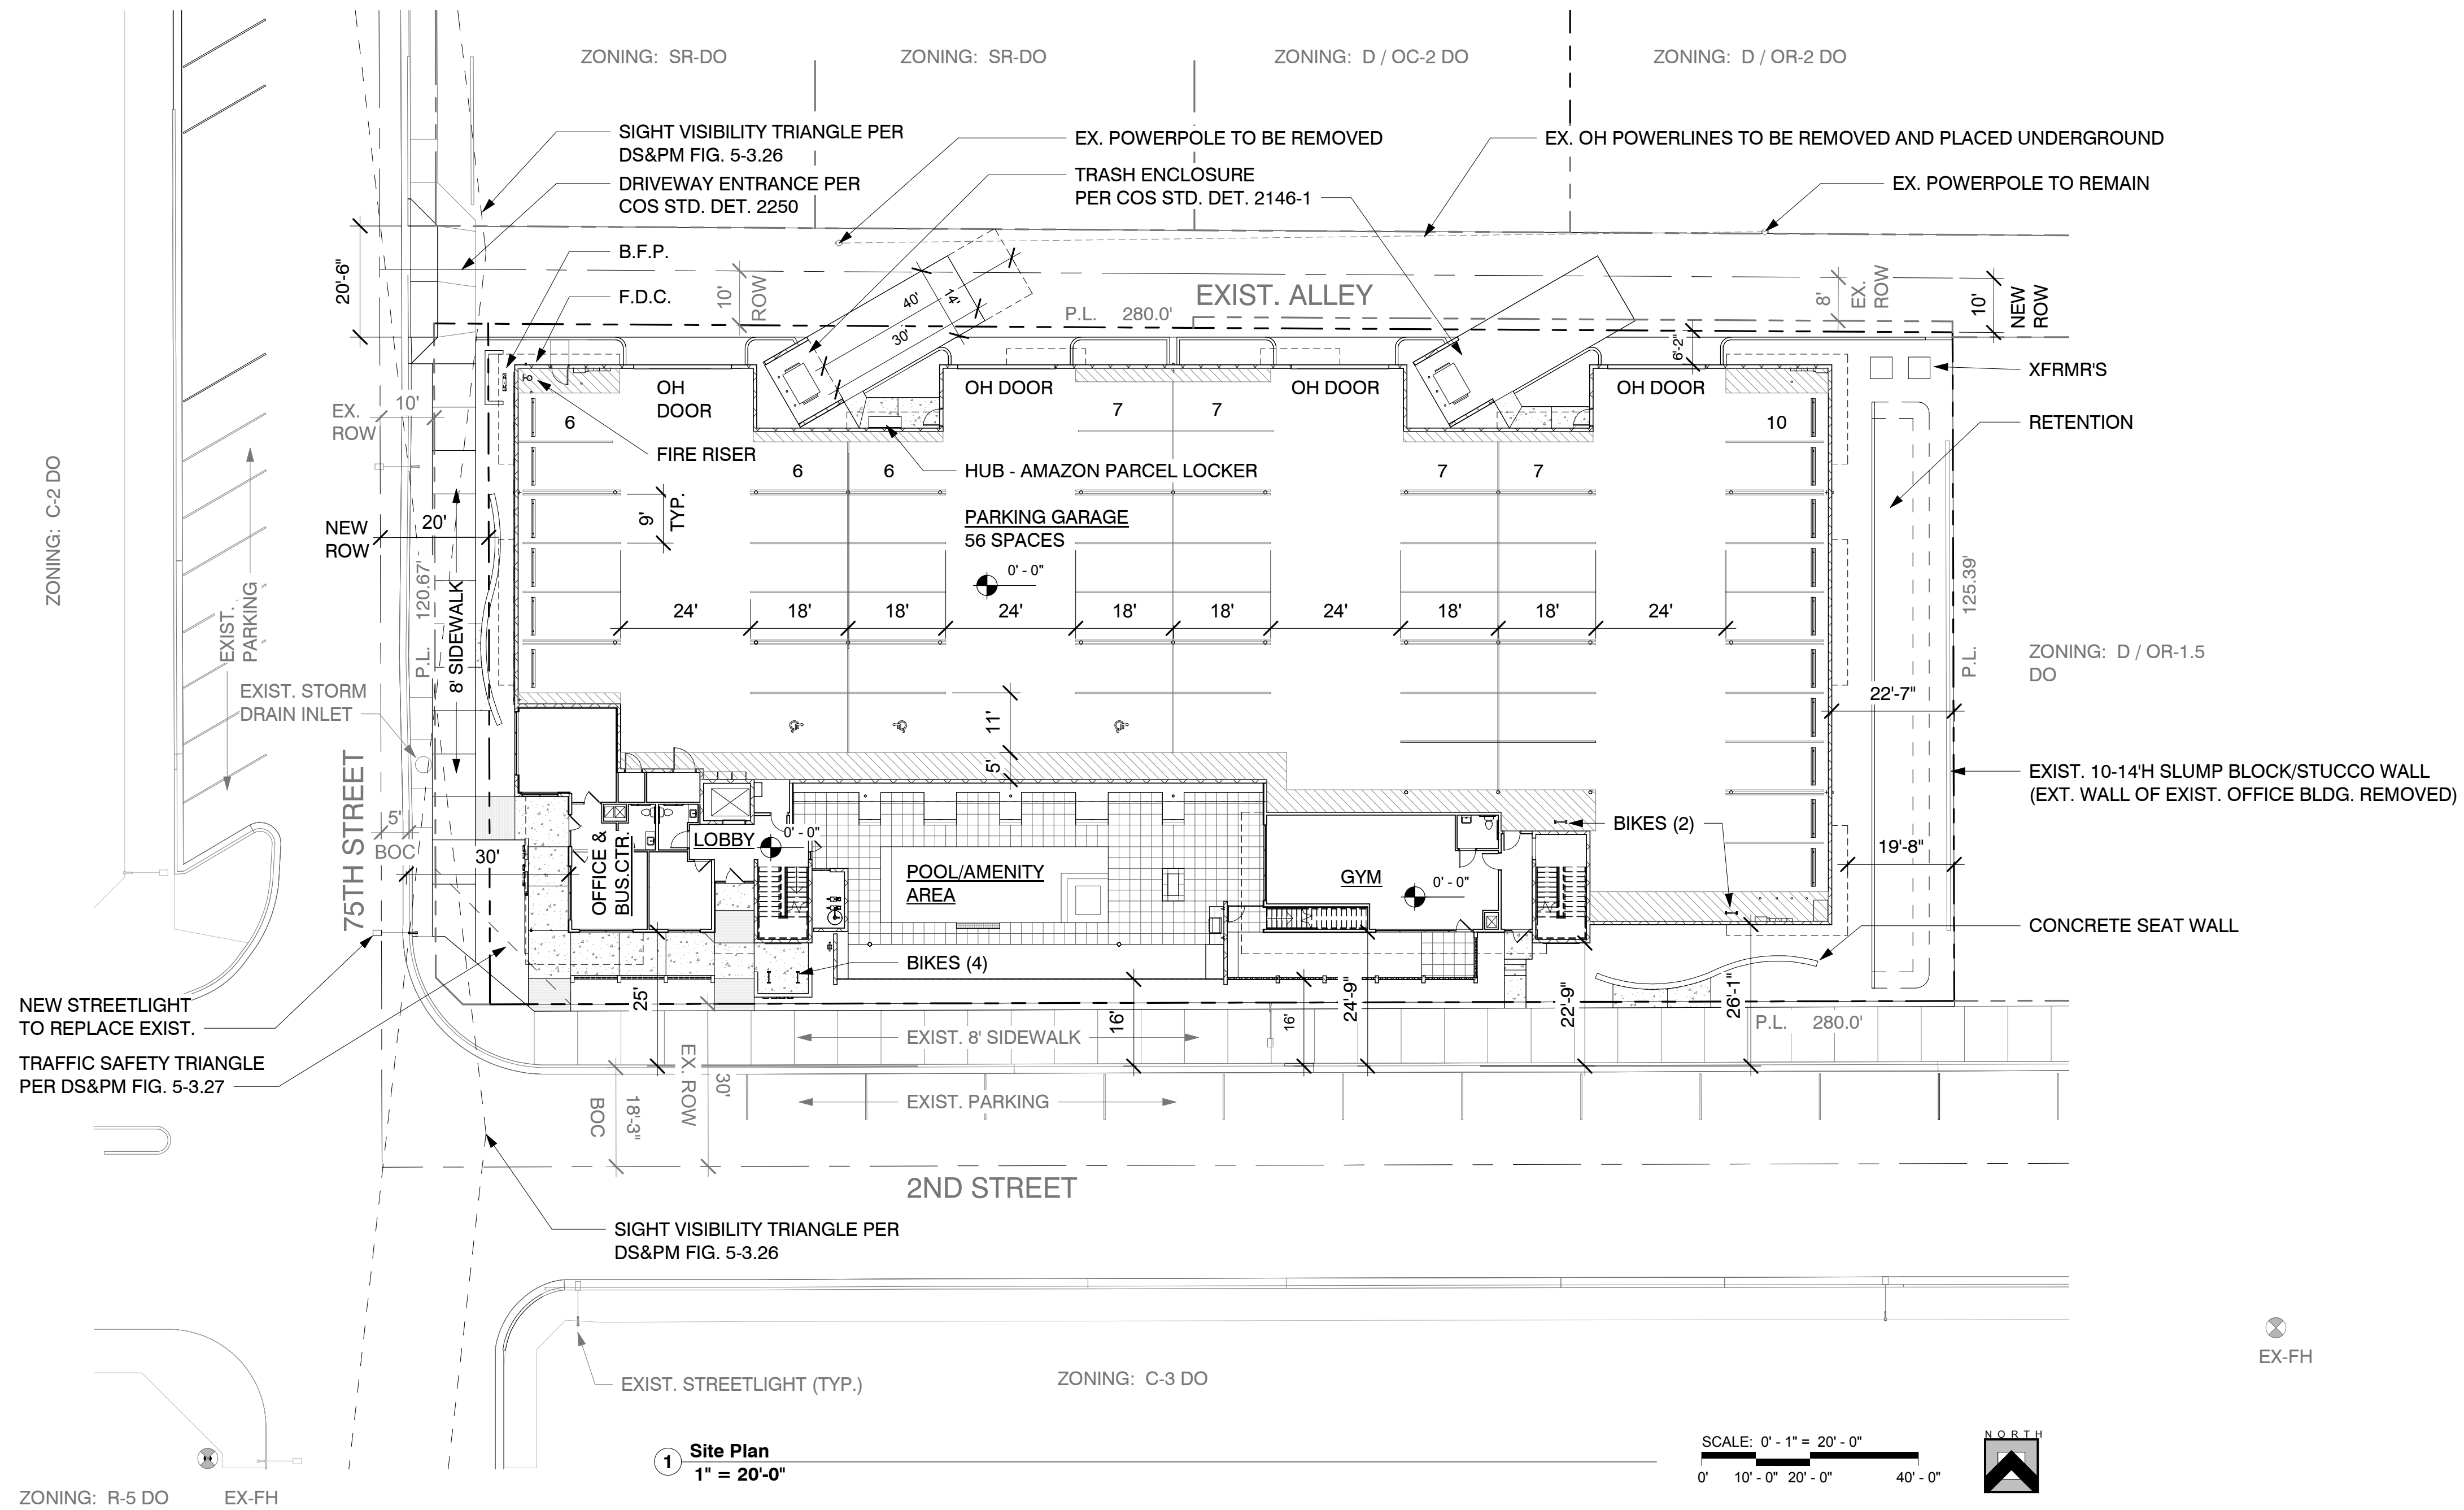 ZONING: SR-DO
ZONING: SR-DO
ZONING: D / OC-2 DO
ZONING: D / OR-2 DO
SIGHT VISIBILITY TRIANGLE PER
DS&PM FIG. 5-3.26
DRIVEWAY ENTRANCE PER
COS STD. DET. 2250
EX. POWERPOLE TO BE REMOVED
TRASH ENCLOSURE
PER COS STD. DET. 2146-1
EX. OH POWERLINES TO BE REMOVED AND PLACED UNDERGROUND
EX. POWERPOLE TO REMAIN
B.F.P.
F.D.C.
20'-6"
10'
ROW
40'
14'
30'
EXIST. ALLEY
P.L. 280.0'
8'
EX.
ROW
10'
NEW
ROW
6'-2"
XFRMR'S
RETENTION
OH
DOOR
OH DOOR
OH DOOR
OH DOOR
EX.
ROW
10'
6
7
7
10
FIRE RISER
6
6
HUB - AMAZON PARCEL LOCKER
7
7
ZONING: C-2 DO
NEW
ROW
20'
9'
TYP.
PARKING GARAGE
56 SPACES
0' - 0"
P.L. 120.67'
8' SIDEWALK
EXIST.
PARKING
24'
18'
18'
24'
18'
18'
24'
18'
18'
24'
P.L. 125.39'
ZONING: D / OR-1.5
DO
EXIST. STORM
DRAIN INLET
22'-7"
11'
5'
EXIST. 10-14'H SLUMP BLOCK/STUCCO WALL
(EXT. WALL OF EXIST. OFFICE BLDG. REMOVED)
775TH STREET
5'
BOC
30'
OFFICE &
BUS.CTR.
LOBBY
0' - 0"
POOL/AMENITY
AREA
GYM
0' - 0"
BIKES (2)
19'-8"
CONCRETE SEAT WALL
BIKES (4)
NEW STREETLIGHT
TO REPLACE EXIST.
TRAFFIC SAFETY TRIANGLE
PER DS&PM FIG. 5-3.27
25'
16'
16'
24'-9"
22'-9"
26'-1"
P.L. 280.0'
EXIST. 8' SIDEWALK
EXIST. PARKING
BOC
18'-3"
EX. ROW
30'
2ND STREET
SIGHT VISIBILITY TRIANGLE PER
DS&PM FIG. 5-3.26
EXIST. STREETLIGHT (TYP.)
ZONING: C-3 DO
EX-FH
ZONING: R-5 DO
EX-FH
1
Site Plan
1" = 20'-0"
SCALE: 0' - 1" = 20' - 0"
0' 10' - 0" 20' - 0" 40' - 0"
NORTH